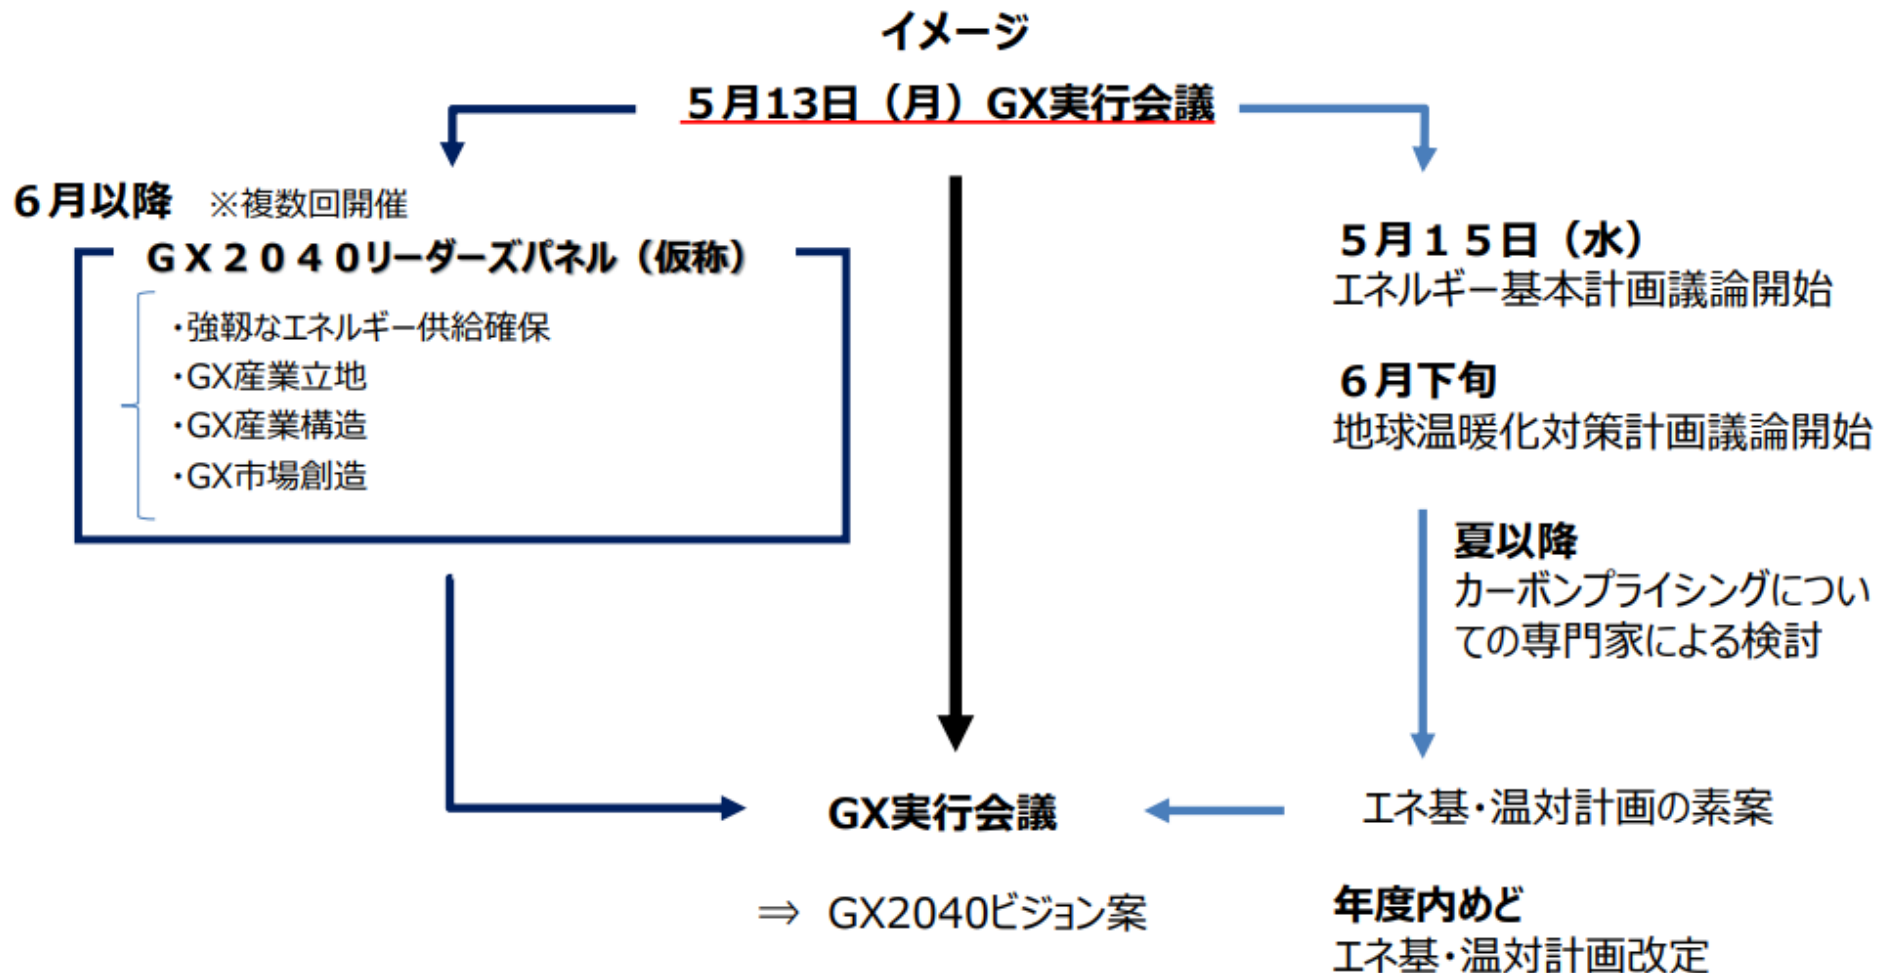 イメージ
５月13日（月）GX実行会議
６月以降　※複数回開催
ＧＸ２０４０リーダーズパネル（仮称）
・強靱なエネルギー供給確保
・GX産業立地
・GX産業構造
・GX市場創造
５月１５日（水）
エネルギー基本計画議論開始
６月下旬
地球温暖化対策計画議論開始
夏以降
カーボンプライシングについ
ての専門家による検討
GX実行会議
エネ基・温対計画の素案
⇒ GX2040ビジョン案
年度内めど
エネ基・温対計画改定